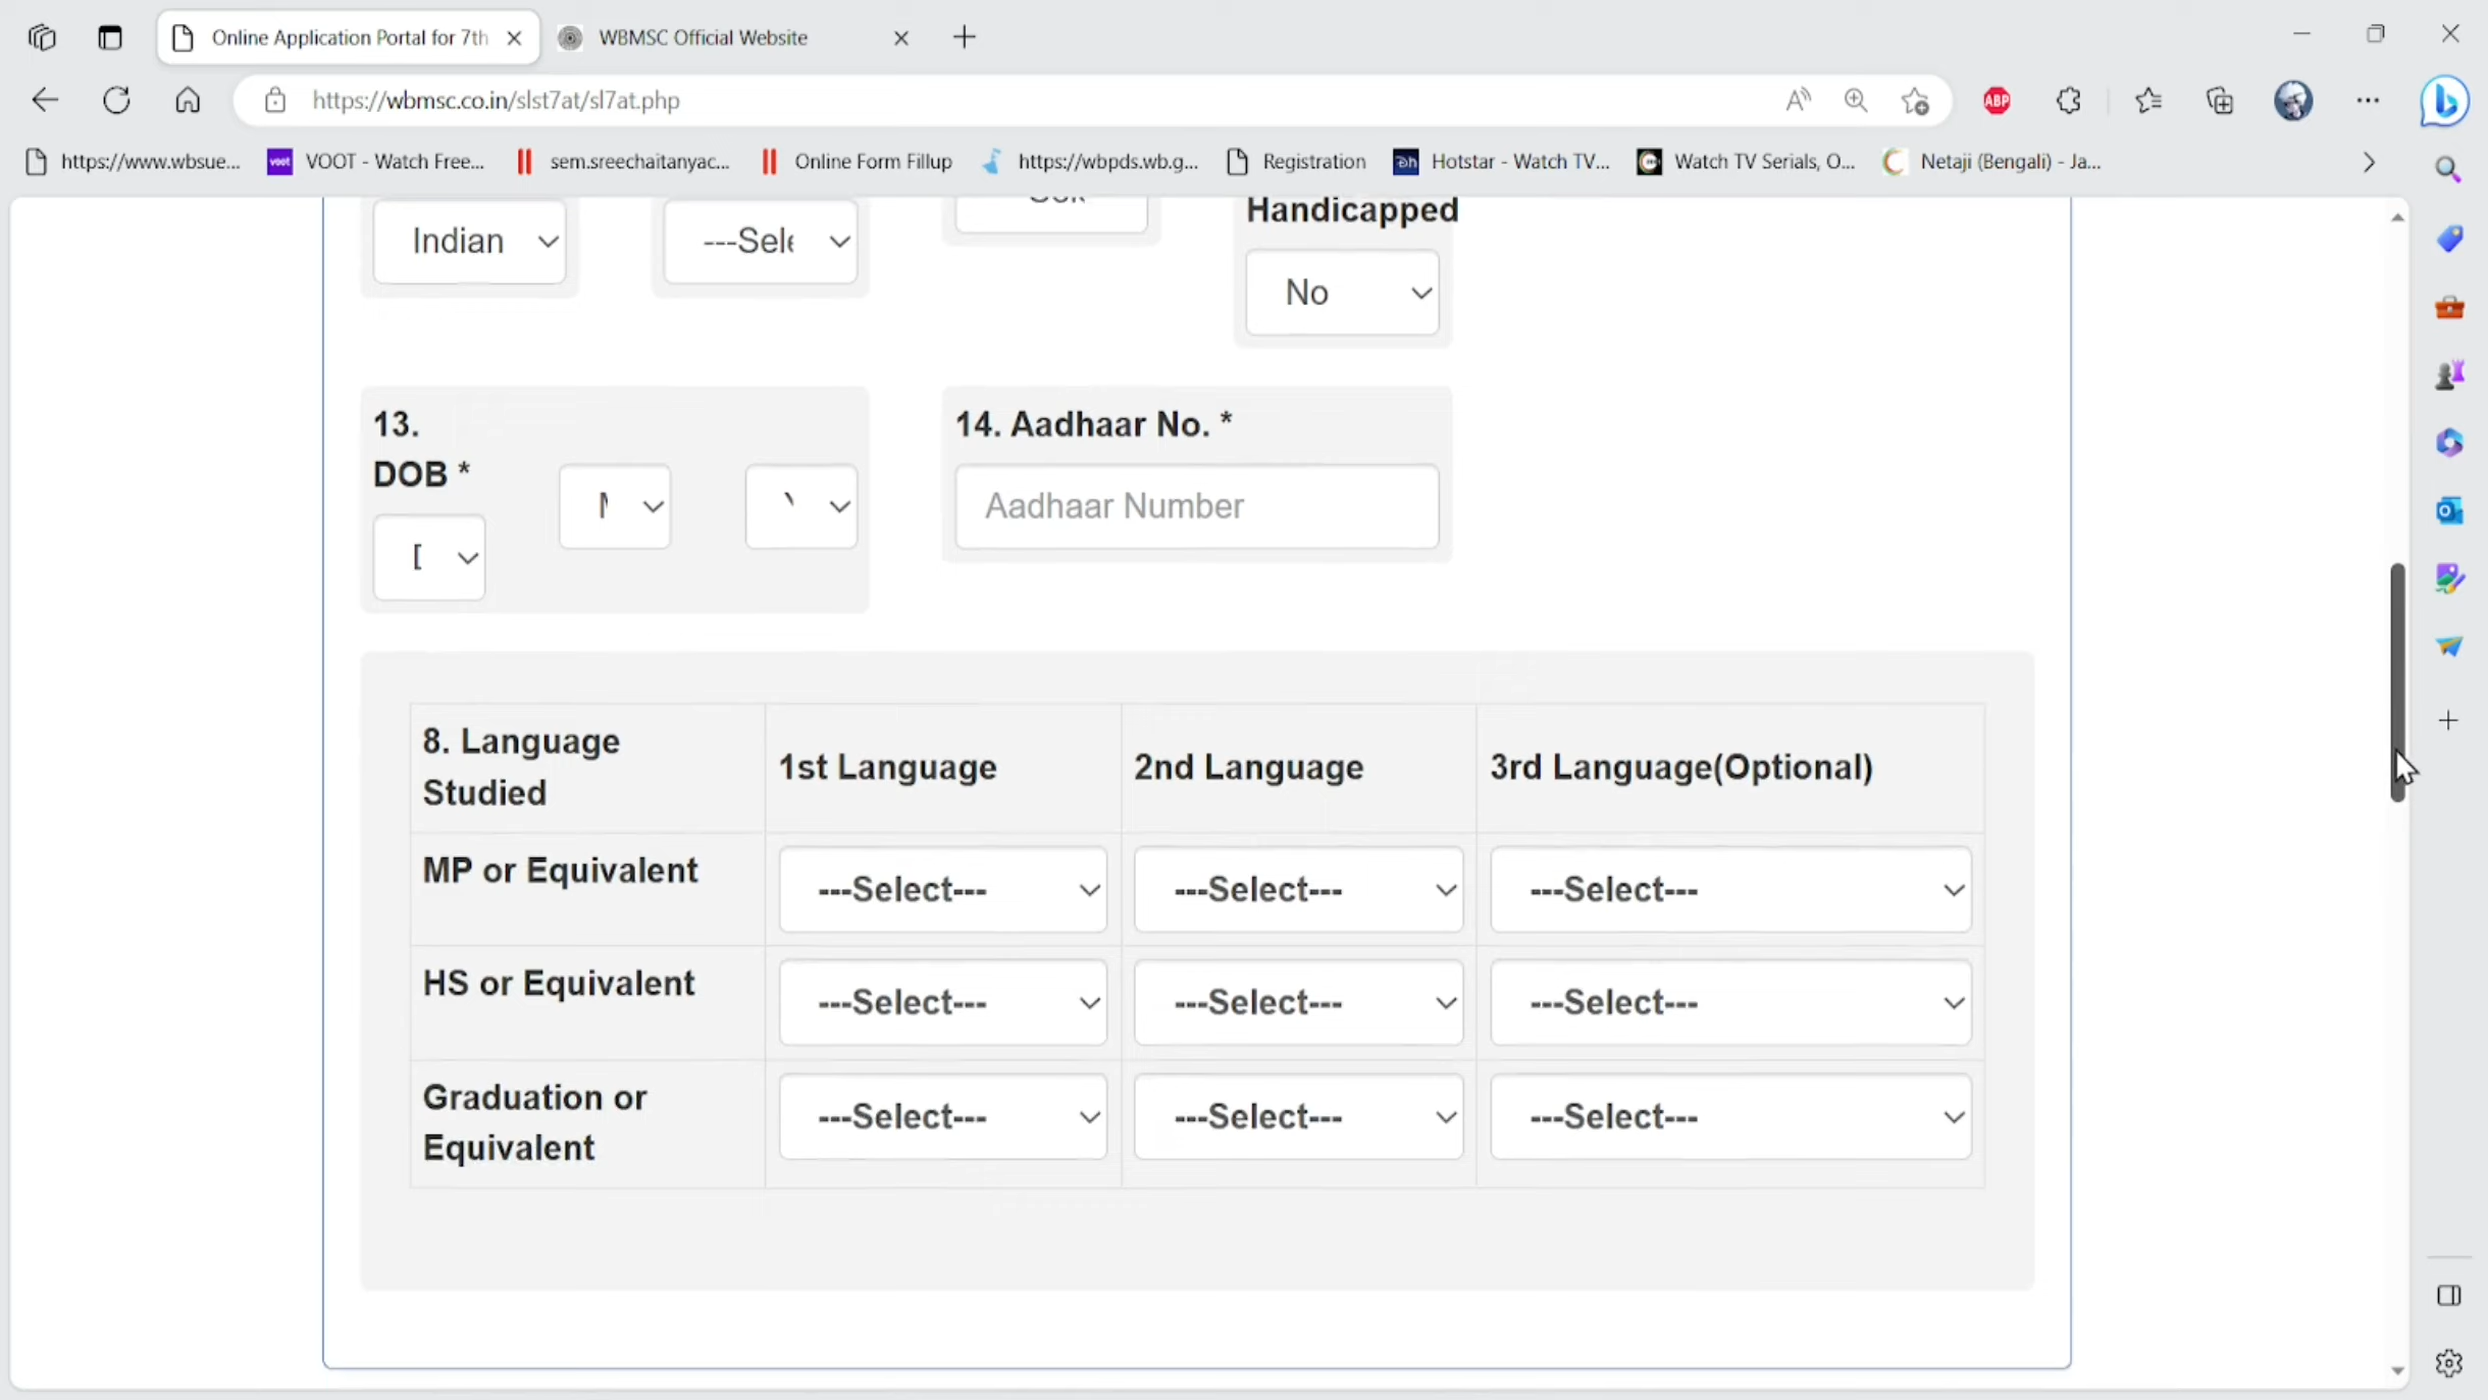 Online Application Portal for 7th
WBMSC Official Website
https://wbmsc.co.in/slst7at/sl7at.php
ABP
https://www.wbsue...
voot
VOOT - Watch Free...
sem.sreechaitanyac...
Online Form Fillup
https://wbpds.wb.g...
Registration
Hotstar - Watch TV...
Watch TV Serials, O...
Netaji (Bengali) - Ja...
Handicapped
Indian
---Sele
No
13.
DOB *
14. Aadhaar No. *
Aadhaar Number
8. Language
Studied
1st Language
2nd Language
3rd Language(Optional)
MP or Equivalent
---Select---
---Select---
---Select---
HS or Equivalent
---Select---
---Select---
---Select---
Graduation or
Equivalent
---Select---
---Select---
---Select---